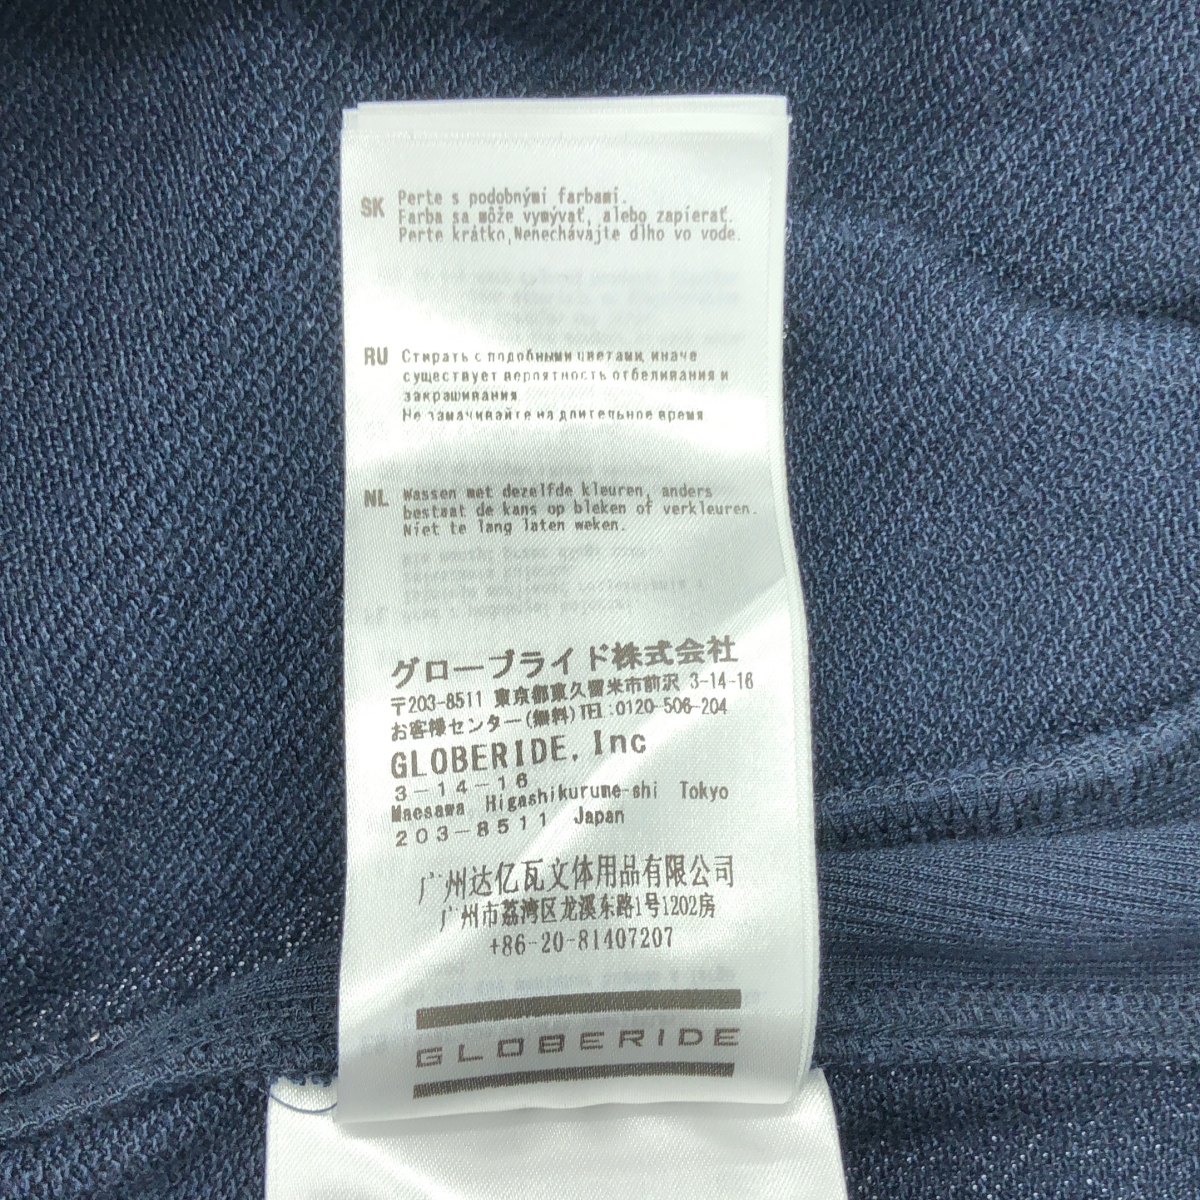 SK Perte s podobnými farbami.
Farba sa môže vymývať, alebo zapierať.
Perte krátko,Nenechávajte dlho vo vode.
RU Стирать с подобными цветами, иначе
существует вероятность отбеливания и
закрашивания
Не замачивайте на длительное время
NL Wassen met dezelfde kleuren, anders
bestaat de kans op bleken of verkleuren.
Niet te lang laten weken.
グローブライド株式会社
〒203-8511 東京都東久留米市前沢 3-14-16
お客様センター(無料)TEL:0120-506-204
GLOBERIDE, Inc
3-14-16
Maesawa Higashikurume-shi Tokyo
203-8511 Japan
广州达亿瓦文体用品有限公司
广州市荔湾区龙溪东路1号1202房
+86-20-81407207
GLOBERIDE